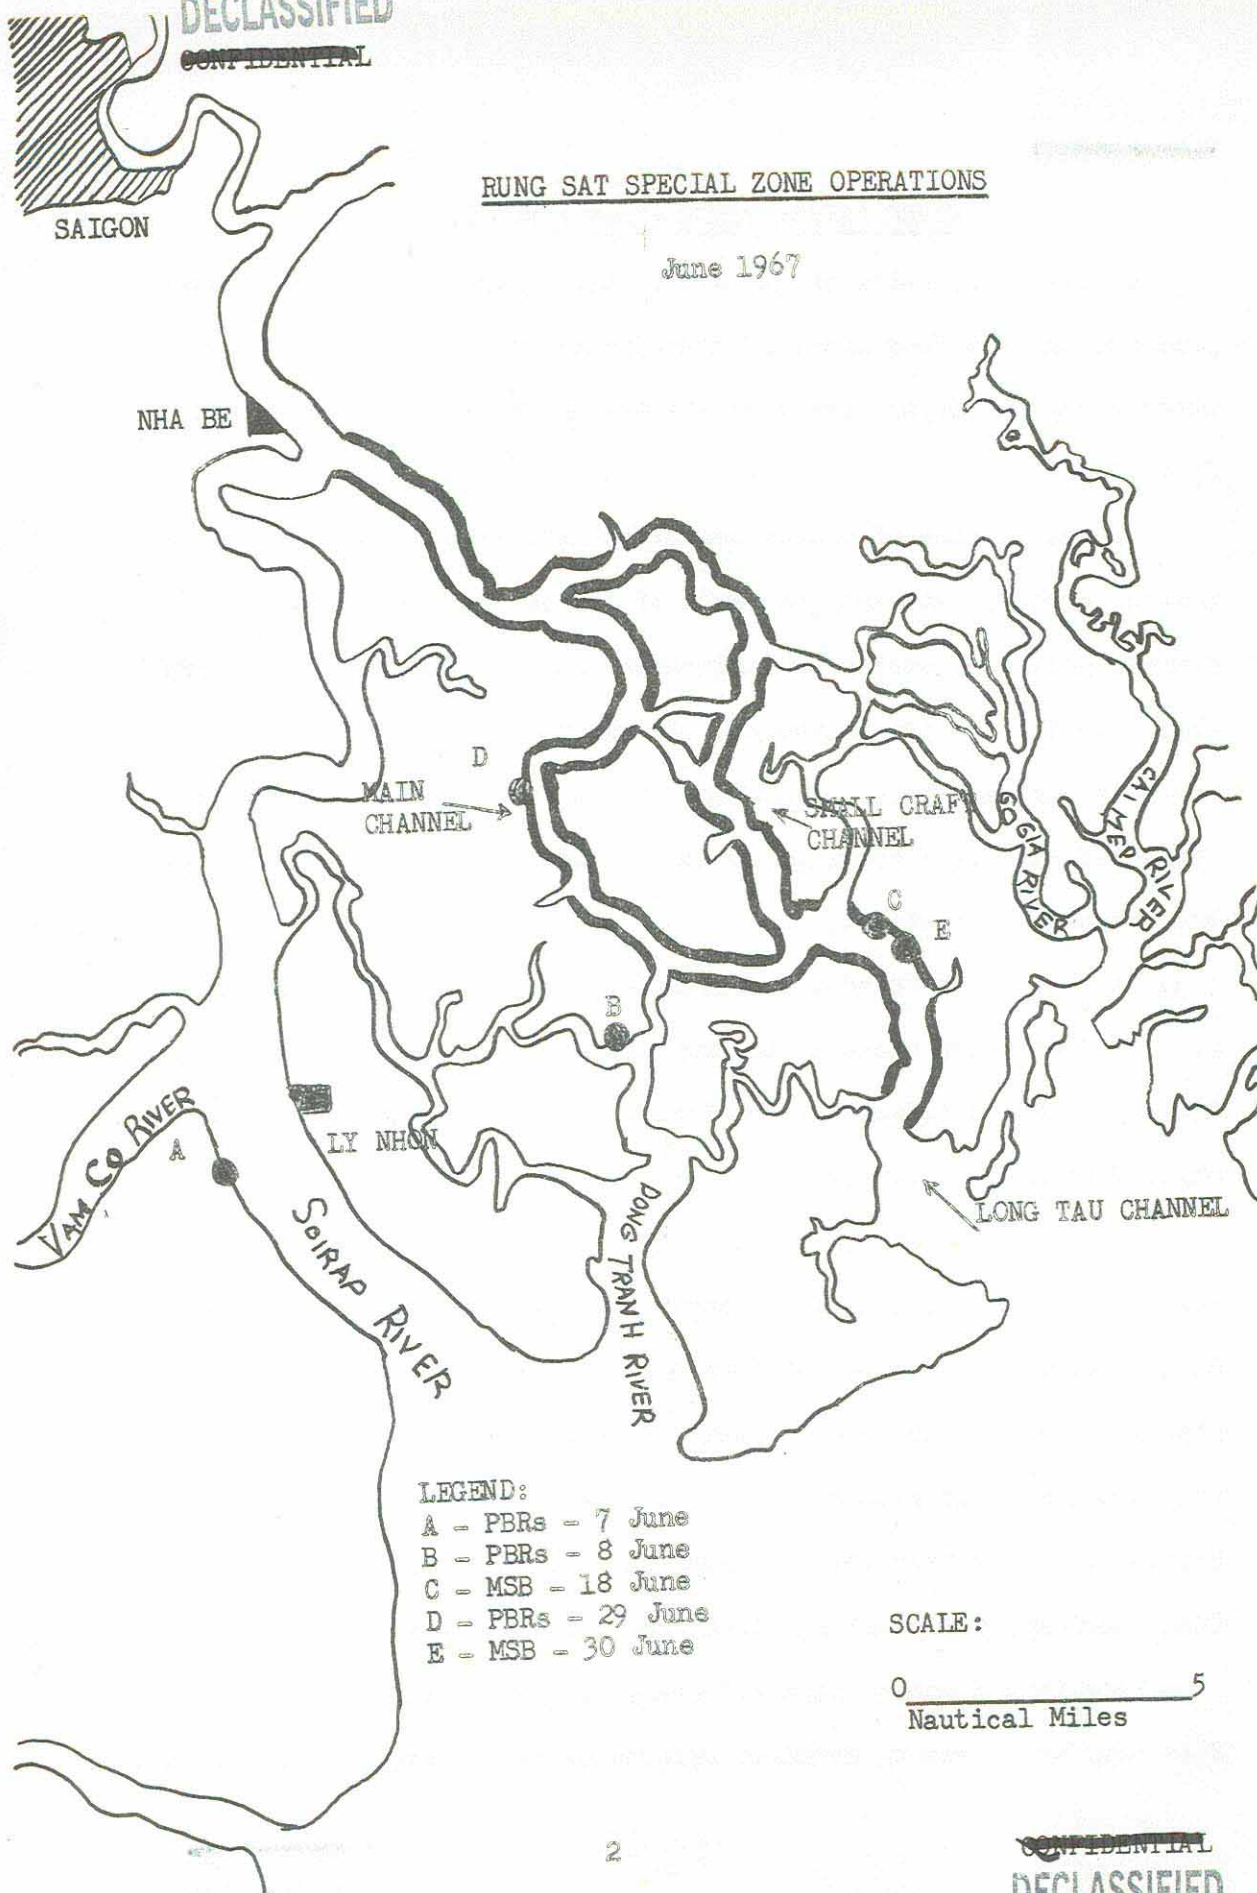 DECLASSIFIED
CONFIDENTIAL
RUNG SAT SPECIAL ZONE OPERATIONS
SAIGON
June 1967
NHA BE
D
MAIN
CHANNEL
SMALL CRAFT
CHANNEL
GO GIA RIVER
CAI MEP RIVER
C
E
B
VAM CO RIVER
A
LY NHON
SOIRAP RIVER
DONG TRANH RIVER
LONG TAU CHANNEL
LEGEND:
A - PBRs - 7 June
B - PBRs - 8 June
C - MSB - 18 June
D - PBRs - 29 June
E - MSB - 30 June
SCALE:
0 5
Nautical Miles
2
CONFIDENTIAL
DECLASSIFIED